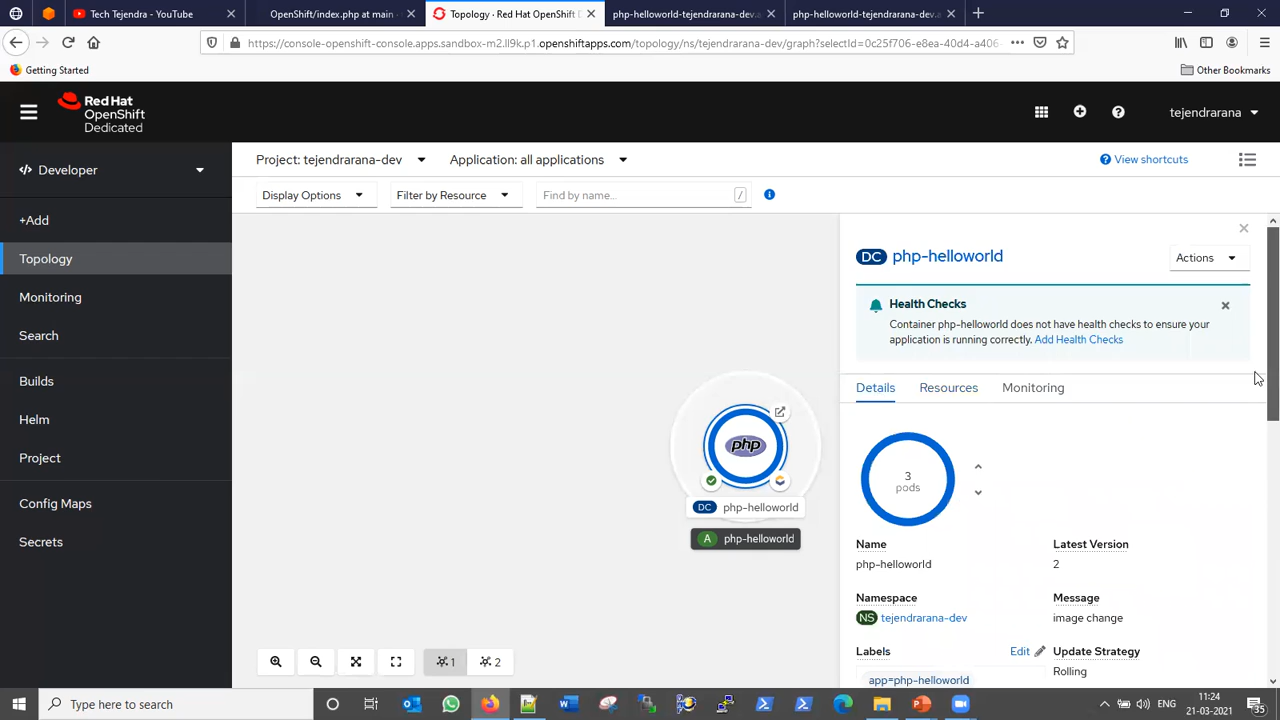 Tech Tejendra - YouTube
OpenShift/index.php at main ·
Topology · Red Hat OpenShift D
php-helloworld-tejendrarana-dev.
php-helloworld-tejendrarana-dev.
https://console-openshift-console.apps.sandbox-m2.ll9k.p1.openshiftapps.com/topology/ns/tejendrarana-dev/graph?selectId=0c25f706-e8ea-40d4-a406-
Getting Started
Other Bookmarks
Red Hat
OpenShift
Dedicated
tejendrarana
Developer
Project: tejendrarana-dev
Application: all applications
View shortcuts
Display Options
Filter by Resource
Find by name...
/
+Add
Topology
Monitoring
Search
Builds
Helm
Project
Config Maps
Secrets
php
DC php-helloworld
A php-helloworld
1
2
DC php-helloworld
Actions
Health Checks
Container php-helloworld does not have health checks to ensure your
application is running correctly. Add Health Checks
Details
Resources
Monitoring
3
pods
Name
php-helloworld
Latest Version
2
Namespace
NS tejendrarana-dev
Message
image change
Labels
Edit
app=php-helloworld
Update Strategy
Rolling
Type here to search
ENG
11:24
21-03-2021
35